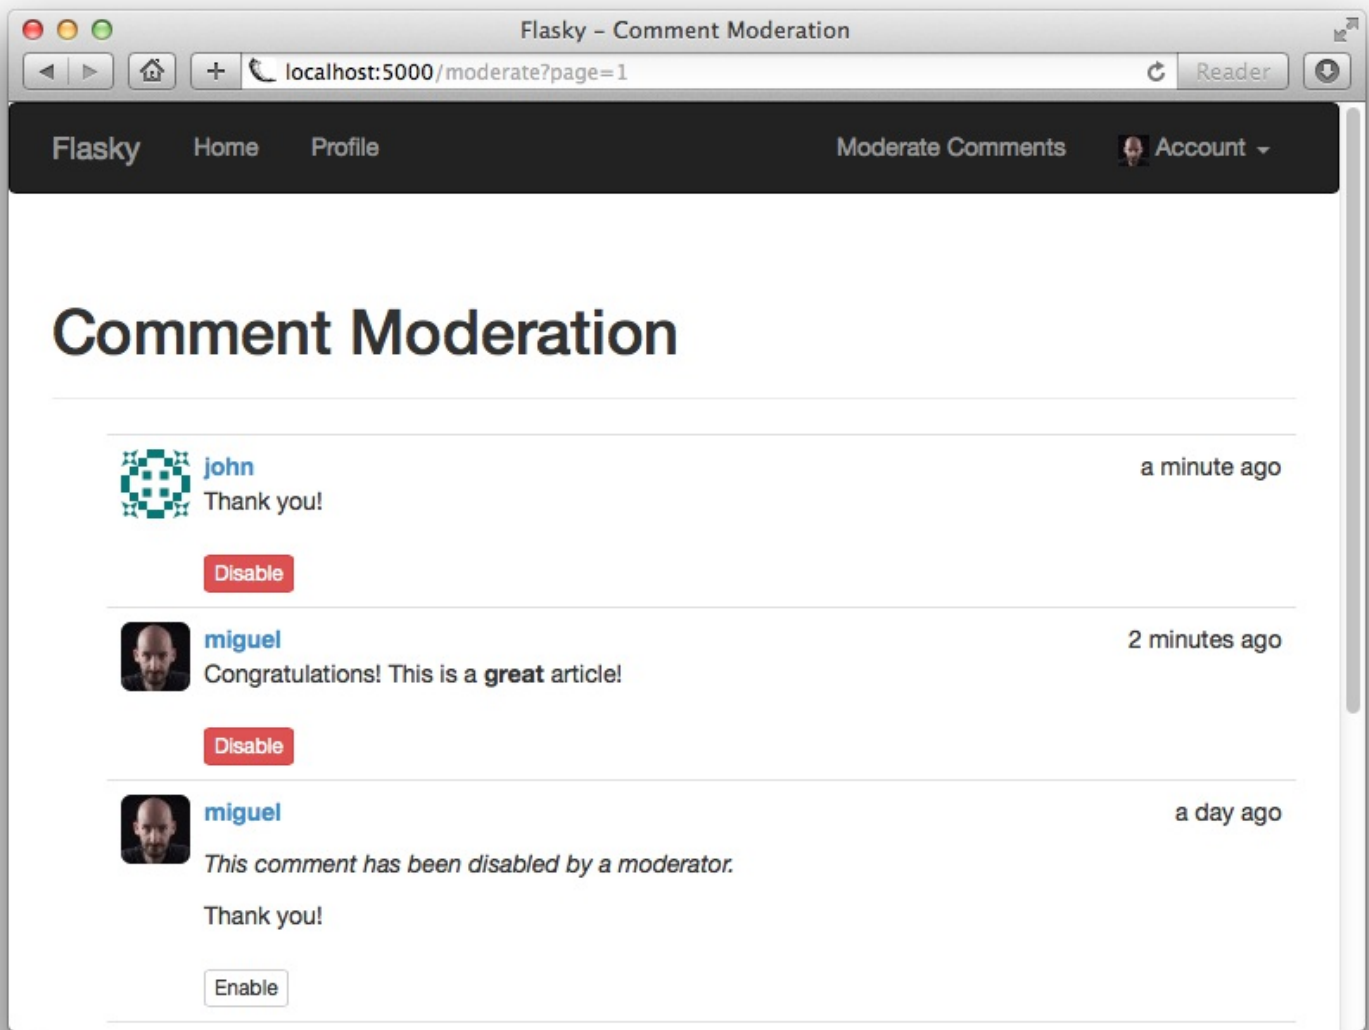 Flasky – Comment Moderation
localhost:5000/moderate?page=1 Reader
Flasky Home Profile Moderate Comments Account
Comment Moderation
john a minute ago
Thank you!
Disable
miguel 2 minutes ago
Congratulations! This is a great article!
Disable
miguel a day ago
This comment has been disabled by a moderator.
Thank you!
Enable